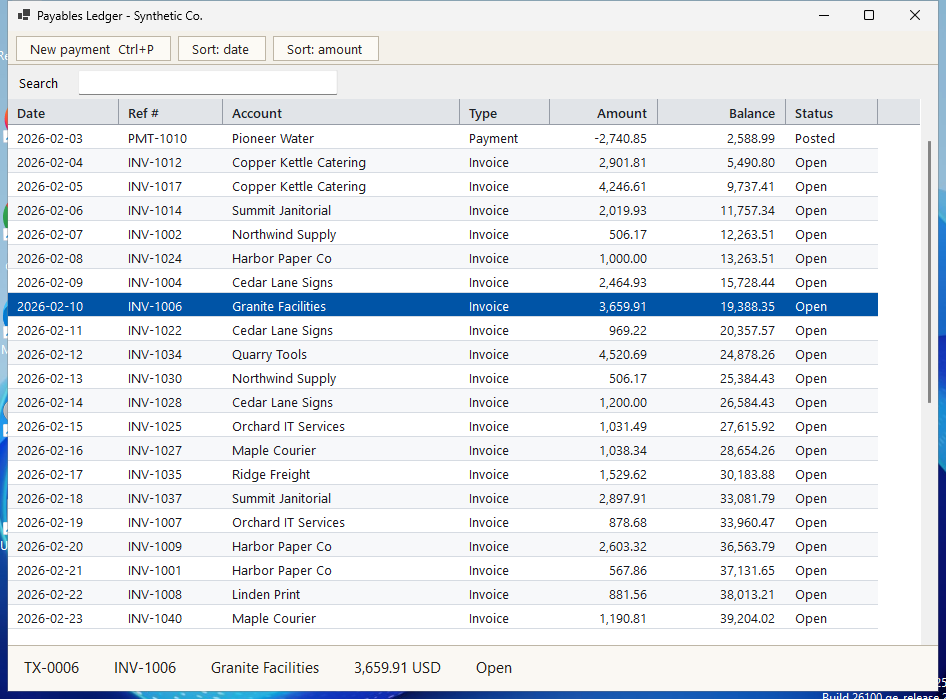 Payables Ledger - Synthetic Co.
New payment Ctrl+P Sort: date Sort: amount
Search
Date Ref # Account Type Amount Balance Status
2026-02-03 PMT-1010 Pioneer Water Payment -2,740.85 2,588.99 Posted
2026-02-04 INV-1012 Copper Kettle Catering Invoice 2,901.81 5,490.80 Open
2026-02-05 INV-1017 Copper Kettle Catering Invoice 4,246.61 9,737.41 Open
2026-02-06 INV-1014 Summit Janitorial Invoice 2,019.93 11,757.34 Open
2026-02-07 INV-1002 Northwind Supply Invoice 506.17 12,263.51 Open
2026-02-08 INV-1024 Harbor Paper Co Invoice 1,000.00 13,263.51 Open
2026-02-09 INV-1004 Cedar Lane Signs Invoice 2,464.93 15,728.44 Open
2026-02-10 INV-1006 Granite Facilities Invoice 3,659.91 19,388.35 Open
2026-02-11 INV-1022 Cedar Lane Signs Invoice 969.22 20,357.57 Open
2026-02-12 INV-1034 Quarry Tools Invoice 4,520.69 24,878.26 Open
2026-02-13 INV-1030 Northwind Supply Invoice 506.17 25,384.43 Open
2026-02-14 INV-1028 Cedar Lane Signs Invoice 1,200.00 26,584.43 Open
2026-02-15 INV-1025 Orchard IT Services Invoice 1,031.49 27,615.92 Open
2026-02-16 INV-1027 Maple Courier Invoice 1,038.34 28,654.26 Open
2026-02-17 INV-1035 Ridge Freight Invoice 1,529.62 30,183.88 Open
2026-02-18 INV-1037 Summit Janitorial Invoice 2,897.91 33,081.79 Open
2026-02-19 INV-1007 Orchard IT Services Invoice 878.68 33,960.47 Open
2026-02-20 INV-1009 Harbor Paper Co Invoice 2,603.32 36,563.79 Open
2026-02-21 INV-1001 Harbor Paper Co Invoice 567.86 37,131.65 Open
2026-02-22 INV-1008 Linden Print Invoice 881.56 38,013.21 Open
2026-02-23 INV-1040 Maple Courier Invoice 1,190.81 39,204.02 Open
TX-0006 INV-1006 Granite Facilities 3,659.91 USD Open
Build 26100.ge_release